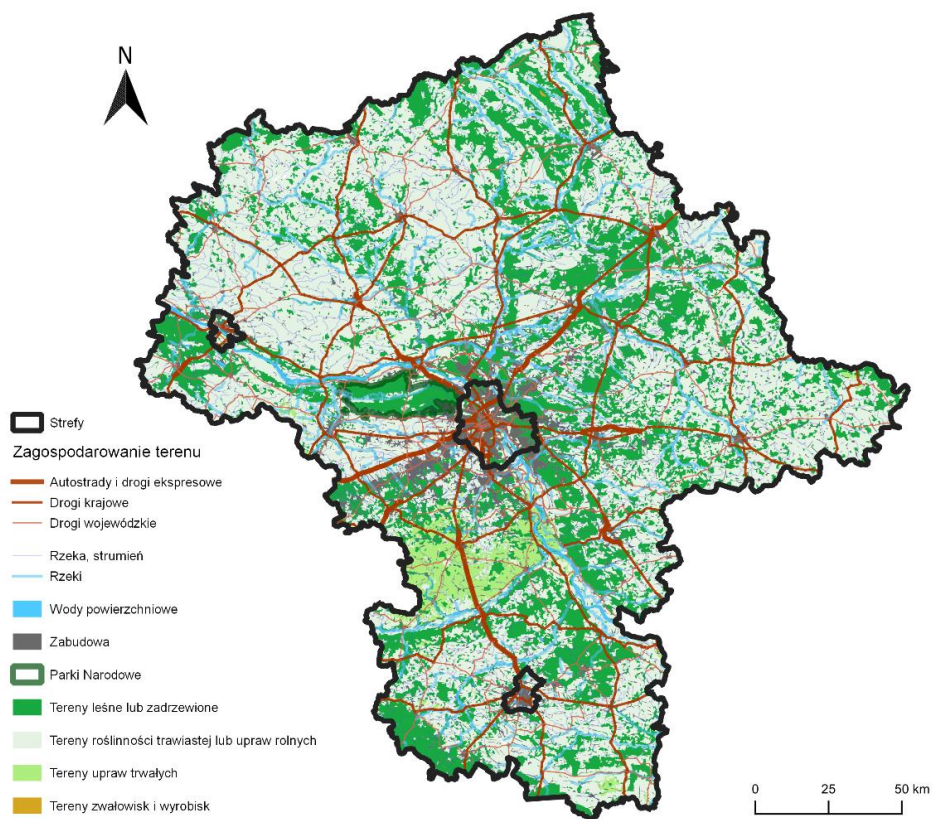 N
Strefy
Zagospodarowanie terenu
Autostrady i drogi ekspresowe
Drogi krajowe
Drogi wojewódzkie
Rzeka, strumień
Rzeki
Wody powierzchniowe
Zabudowa
Parki Narodowe
Tereny leśne lub zadrzewione
Tereny roślinności trawiastej lub upraw rolnych
Tereny upraw trwałych
Tereny zwałowisk i wyrobisk
0 25 50 km